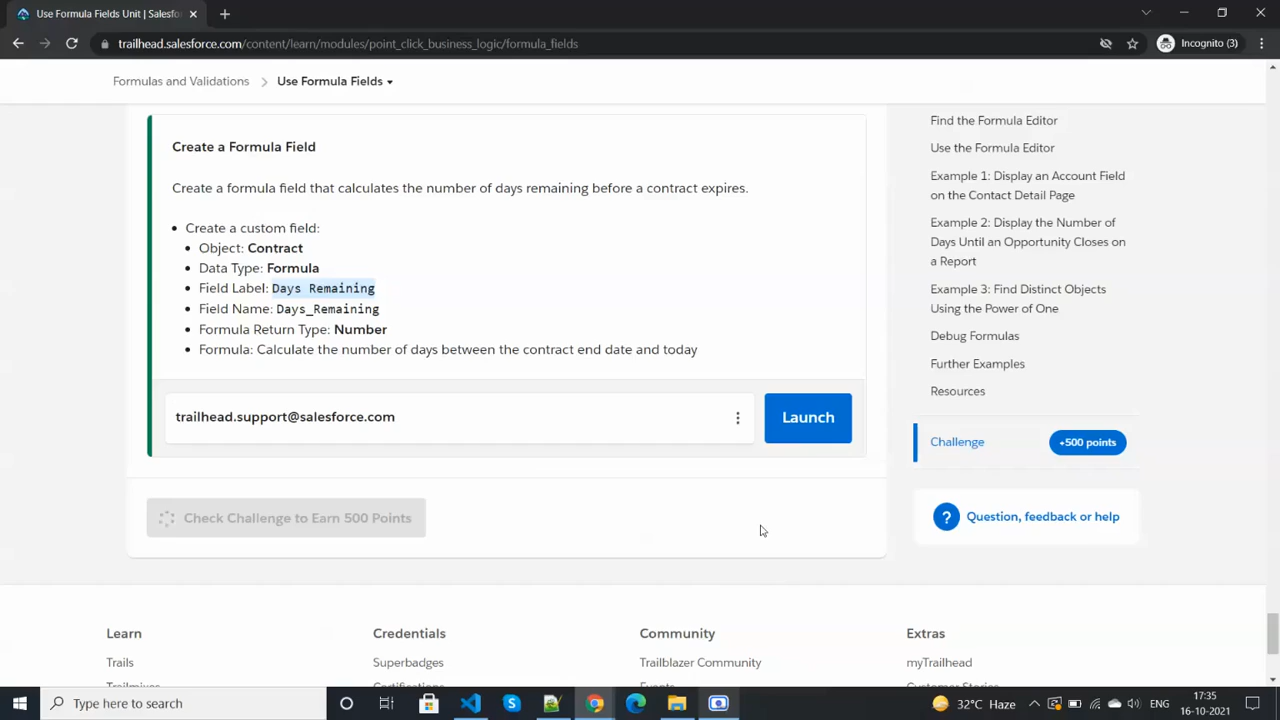 Use Formula Fields Unit | Salesfo
trailhead.salesforce.com/content/learn/modules/point_click_business_logic/formula_fields
Incognito (3)
Formulas and Validations
Use Formula Fields
Create a Formula Field
Create a formula field that calculates the number of days remaining before a contract expires.
Create a custom field:
Object: Contract
Data Type: Formula
Field Label: Days Remaining
Field Name: Days_Remaining
Formula Return Type: Number
Formula: Calculate the number of days between the contract end date and today
trailhead.support@salesforce.com
Launch
Check Challenge to Earn 500 Points
Find the Formula Editor
Use the Formula Editor
Example 1: Display an Account Field
on the Contact Detail Page
Example 2: Display the Number of
Days Until an Opportunity Closes on
a Report
Example 3: Find Distinct Objects
Using the Power of One
Debug Formulas
Further Examples
Resources
Challenge
+500 points
? Question, feedback or help
Learn
Credentials
Community
Extras
Trails
Superbadges
Trailblazer Community
myTrailhead
Trailmixes
Certifications
Events
Customer Stories
Type here to search
32°C Haze
17:35
16-10-2021